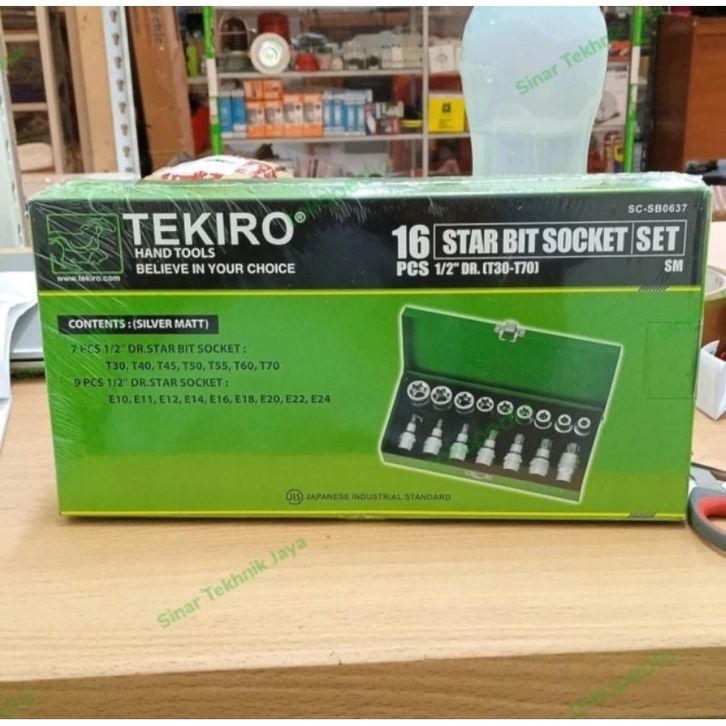 Sinar Teknik
SC-SB0637
TEKIRO®
HAND TOOLS
BELIEVE IN YOUR CHOICE
www.tekiro.com
16 PCS
STAR BIT SOCKET SET
1/2" DR. (T30-T70)
SM
CONTENTS : (SILVER MATT)
7 PCS 1/2" DR.STAR BIT SOCKET :
T30, T40, T45, T50, T55, T60, T70
9 PCS 1/2" DR.STAR SOCKET :
E10, E11, E12, E14, E16, E18, E20, E22, E24
JIS JAPANESE INDUSTRIAL STANDARD
Sinar Tekhnik Jaya
tokopedia